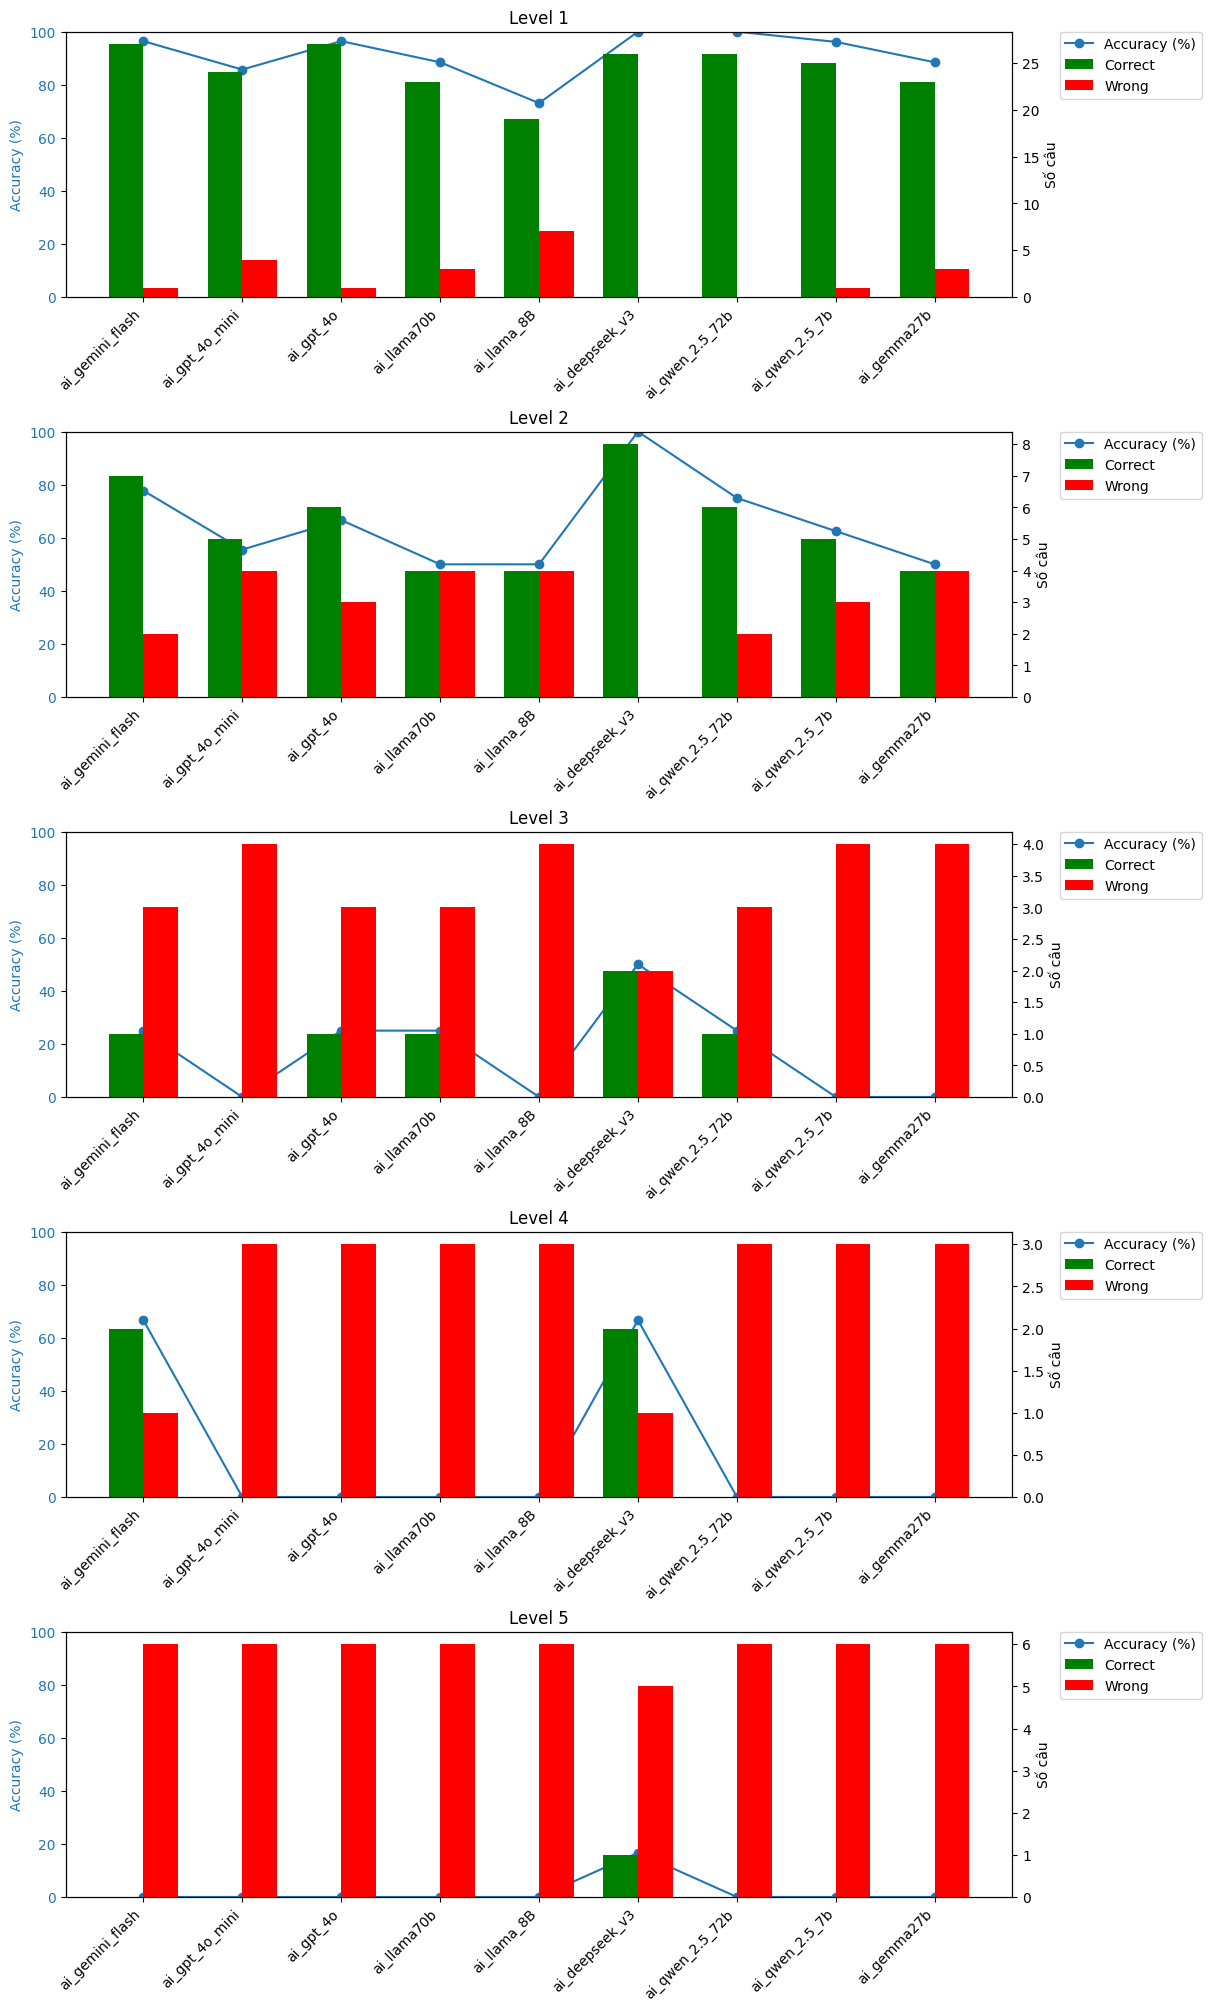 Level 1
Accuracy (%)
100
80
60
40
20
0
25
20
15
10
5
0
Số câu
Accuracy (%)
Correct
Wrong
ai_gemini_flash
ai_gpt_4o_mini
ai_gpt_4o
ai_llama70b
ai_llama_8B
ai_deepseek_v3
ai_qwen_2.5_72b
ai_qwen_2.5_7b
ai_gemma27b
Level 2
Accuracy (%)
100
80
60
40
20
0
8
7
6
5
4
3
2
1
0
Số câu
Accuracy (%)
Correct
Wrong
ai_gemini_flash
ai_gpt_4o_mini
ai_gpt_4o
ai_llama70b
ai_llama_8B
ai_deepseek_v3
ai_qwen_2.5_72b
ai_qwen_2.5_7b
ai_gemma27b
Level 3
Accuracy (%)
100
80
60
40
20
0
4.0
3.5
3.0
2.5
2.0
1.5
1.0
0.5
0.0
Số câu
Accuracy (%)
Correct
Wrong
ai_gemini_flash
ai_gpt_4o_mini
ai_gpt_4o
ai_llama70b
ai_llama_8B
ai_deepseek_v3
ai_qwen_2.5_72b
ai_qwen_2.5_7b
ai_gemma27b
Level 4
Accuracy (%)
100
80
60
40
20
0
3.0
2.5
2.0
1.5
1.0
0.5
0.0
Số câu
Accuracy (%)
Correct
Wrong
ai_gemini_flash
ai_gpt_4o_mini
ai_gpt_4o
ai_llama70b
ai_llama_8B
ai_deepseek_v3
ai_qwen_2.5_72b
ai_qwen_2.5_7b
ai_gemma27b
Level 5
Accuracy (%)
100
80
60
40
20
0
6
5
4
3
2
1
0
Số câu
Accuracy (%)
Correct
Wrong
ai_gemini_flash
ai_gpt_4o_mini
ai_gpt_4o
ai_llama70b
ai_llama_8B
ai_deepseek_v3
ai_qwen_2.5_72b
ai_qwen_2.5_7b
ai_gemma27b